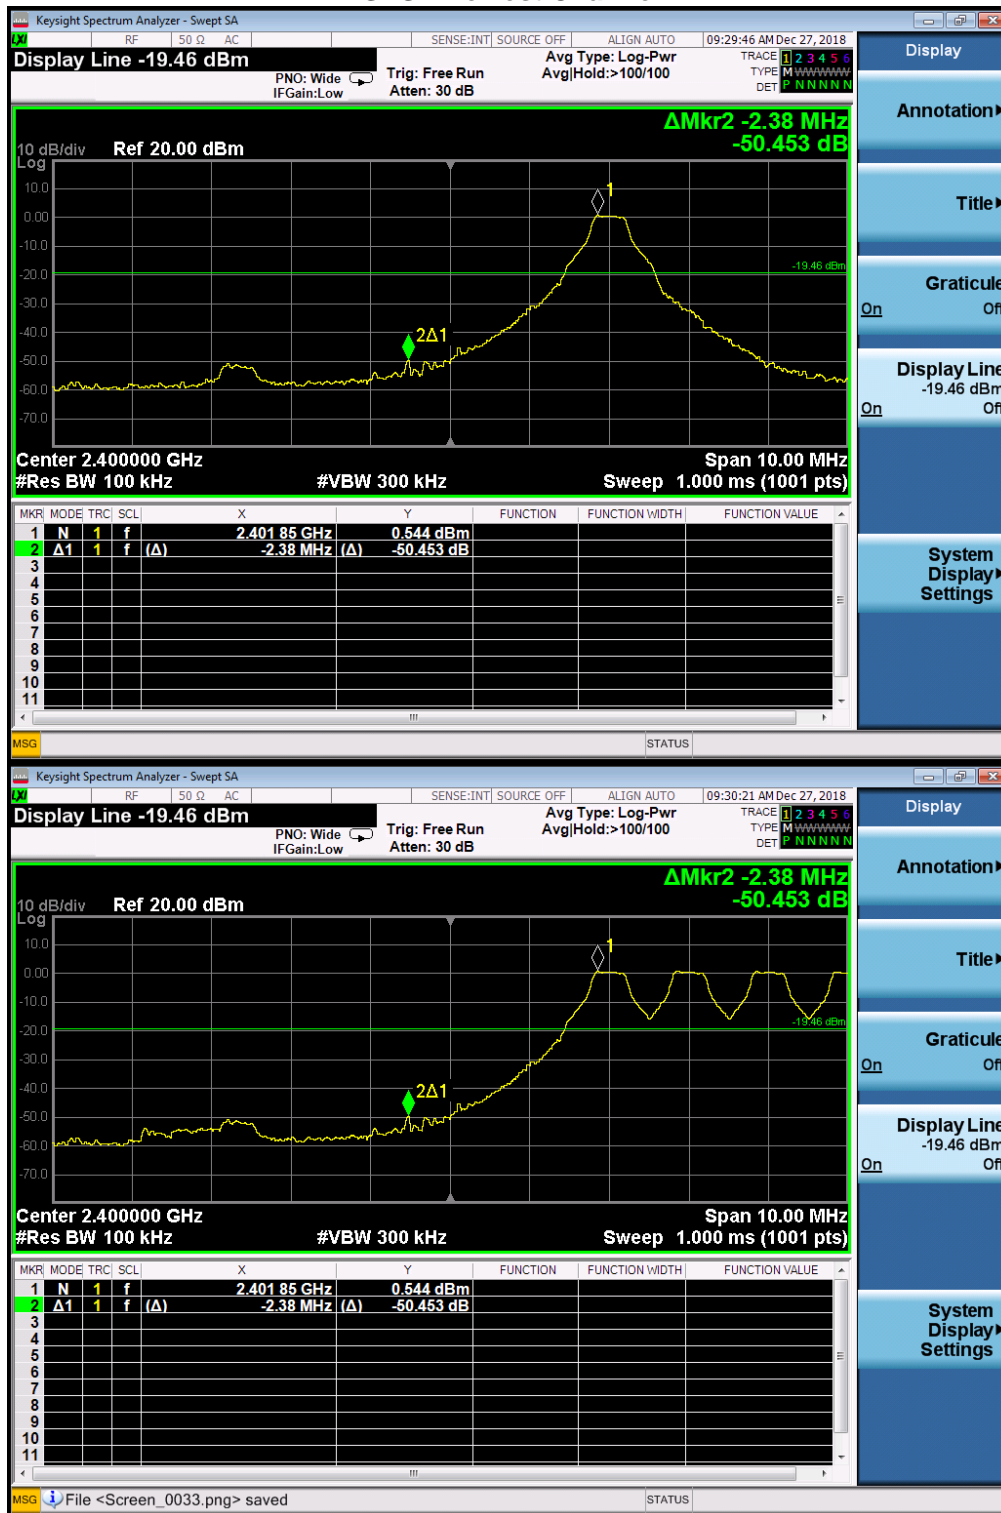 Keysight Spectrum Analyzer - Swept SA
LXI RF 50 Ω AC SENSE:INT SOURCE OFF ALIGN AUTO 09:29:46 AM Dec 27, 2018
Display Line -19.46 dBm
PNO: Wide
IFGain:Low
Trig: Free Run
Atten: 30 dB
Avg Type: Log-Pwr
Avg|Hold:>100/100
TRACE 1 2 3 4 5 6
TYPE M W W W W W
DET P N N N N N
ΔMkr2 -2.38 MHz
-50.453 dB
10 dB/div Ref 20.00 dBm
Log
10.0
0.00
-10.0
-20.0
-30.0
-40.0
-50.0
-60.0
-70.0
1
-19.46 dBm
2Δ1
Center 2.400000 GHz Span 10.00 MHz
#Res BW 100 kHz #VBW 300 kHz Sweep 1.000 ms (1001 pts)
MKR MODE TRC SCL X Y FUNCTION FUNCTION WIDTH FUNCTION VALUE
1 N 1 f 2.401 85 GHz 0.544 dBm
2 Δ1 1 f (Δ) -2.38 MHz (Δ) -50.453 dB
3
4
5
6
7
8
9
10
11
MSG STATUS
Display
Annotation
Title
Graticule
On Off
Display Line
-19.46 dBm
On Off
System
Display
Settings
Keysight Spectrum Analyzer - Swept SA
LXI RF 50 Ω AC SENSE:INT SOURCE OFF ALIGN AUTO 09:30:21 AM Dec 27, 2018
Display Line -19.46 dBm
PNO: Wide
IFGain:Low
Trig: Free Run
Atten: 30 dB
Avg Type: Log-Pwr
Avg|Hold:>100/100
TRACE 1 2 3 4 5 6
TYPE M W W W W W
DET P N N N N N
ΔMkr2 -2.38 MHz
-50.453 dB
10 dB/div Ref 20.00 dBm
Log
10.0
0.00
-10.0
-20.0
-30.0
-40.0
-50.0
-60.0
-70.0
1
-19.46 dBm
2Δ1
Center 2.400000 GHz Span 10.00 MHz
#Res BW 100 kHz #VBW 300 kHz Sweep 1.000 ms (1001 pts)
MKR MODE TRC SCL X Y FUNCTION FUNCTION WIDTH FUNCTION VALUE
1 N 1 f 2.401 85 GHz 0.544 dBm
2 Δ1 1 f (Δ) -2.38 MHz (Δ) -50.453 dB
3
4
5
6
7
8
9
10
11
MSG File <Screen_0033.png> saved STATUS
Display
Annotation
Title
Graticule
On Off
Display Line
-19.46 dBm
On Off
System
Display
Settings